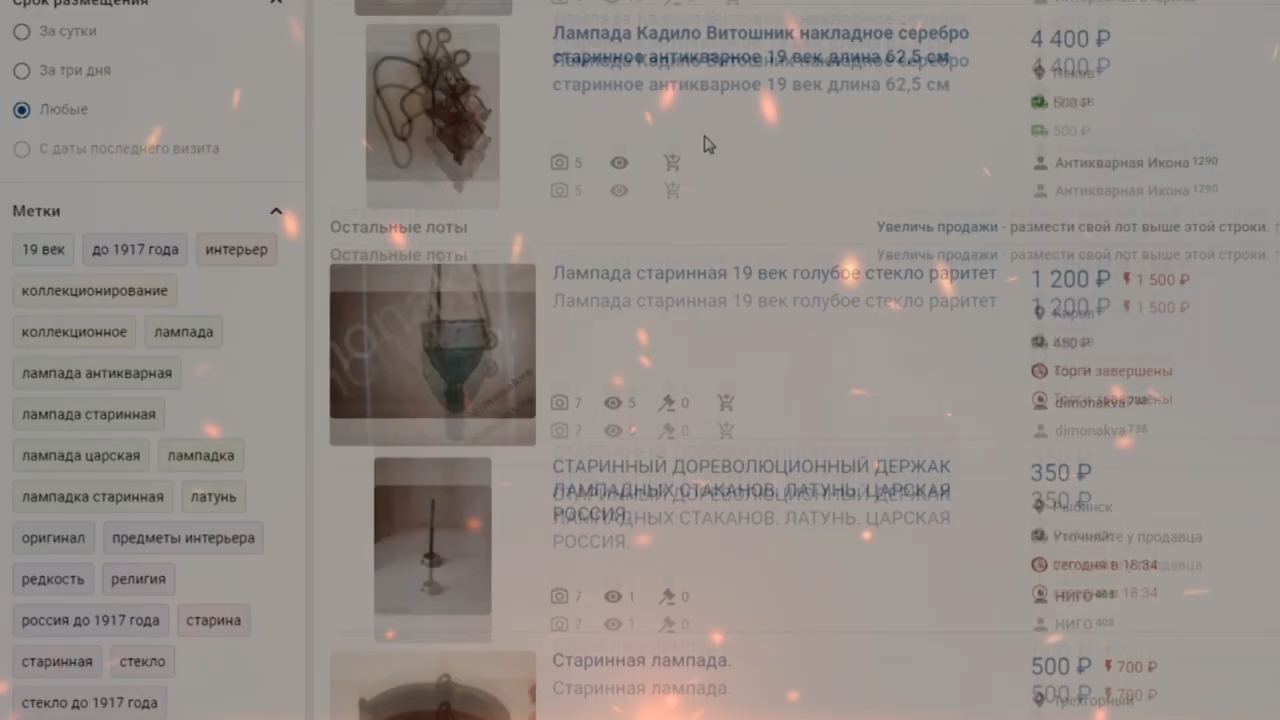 Срок размещения
За сутки
За три дня
Любые
С даты последнего визита
Метки
19 век
до 1917 года
интерьер
коллекционирование
коллекционное
лампада
лампада антикварная
лампада старинная
лампада царская
лампадка
лампадка старинная
латунь
оригинал
предметы интерьера
редкость
религия
россия до 1917 года
старина
старинная
стекло
стекло до 1917 года
Лампада Кадило Витошник накладное серебро
старинное антикварное 19 век длина 62,5 см
5
4 400 ₽
500 ₽
Антикварная Икона 1290
Остальные лоты
Увеличь продажи - размести свой лот выше этой строки.
Лампада старинная 19 век голубое стекло раритет
7 5 0
1 200 ₽ 1 500 ₽
450 ₽
Торги завершены
dimonakva 738
СТАРИННЫЙ ДОРЕВОЛЮЦИОННЫЙ ДЕРЖАК
ЛАМПАДНЫХ СТАКАНОВ. ЛАТУНЬ. ЦАРСКАЯ
РОССИЯ.
7 1 0
350 ₽
Рыбинск
Уточняйте у продавца
сегодня в 18:34
НИГО 408
Старинная лампада.
500 ₽ 700 ₽
Трехгорный